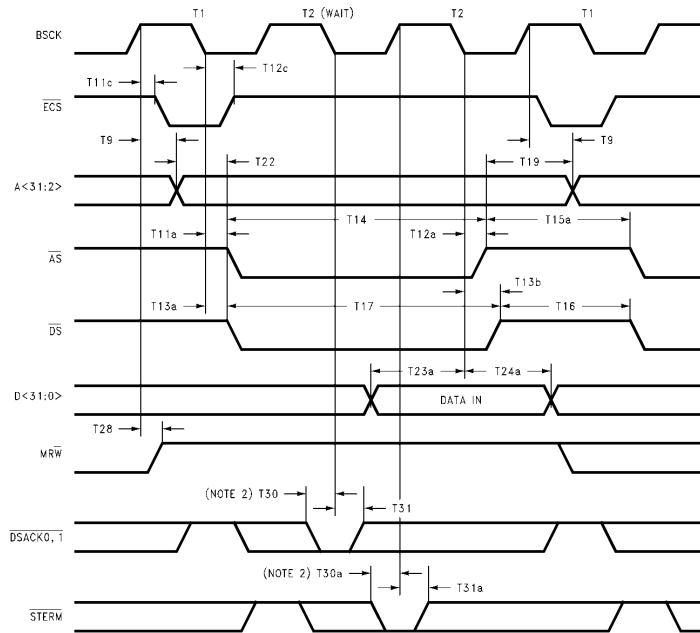 T1 T2 (WAIT) T2 T1
BSCK
T12c
T11c
ECS
T9 T9
T22 T19
A<31:2>
T14 T15a
T11a T12a
AS
T13b
T13a T17 T16
DS
T23a T24a
D<31:0> DATA IN
T28
MRW
(NOTE 2) T30
T31
DSACK0, 1
(NOTE 2) T30a
T31a
STERM